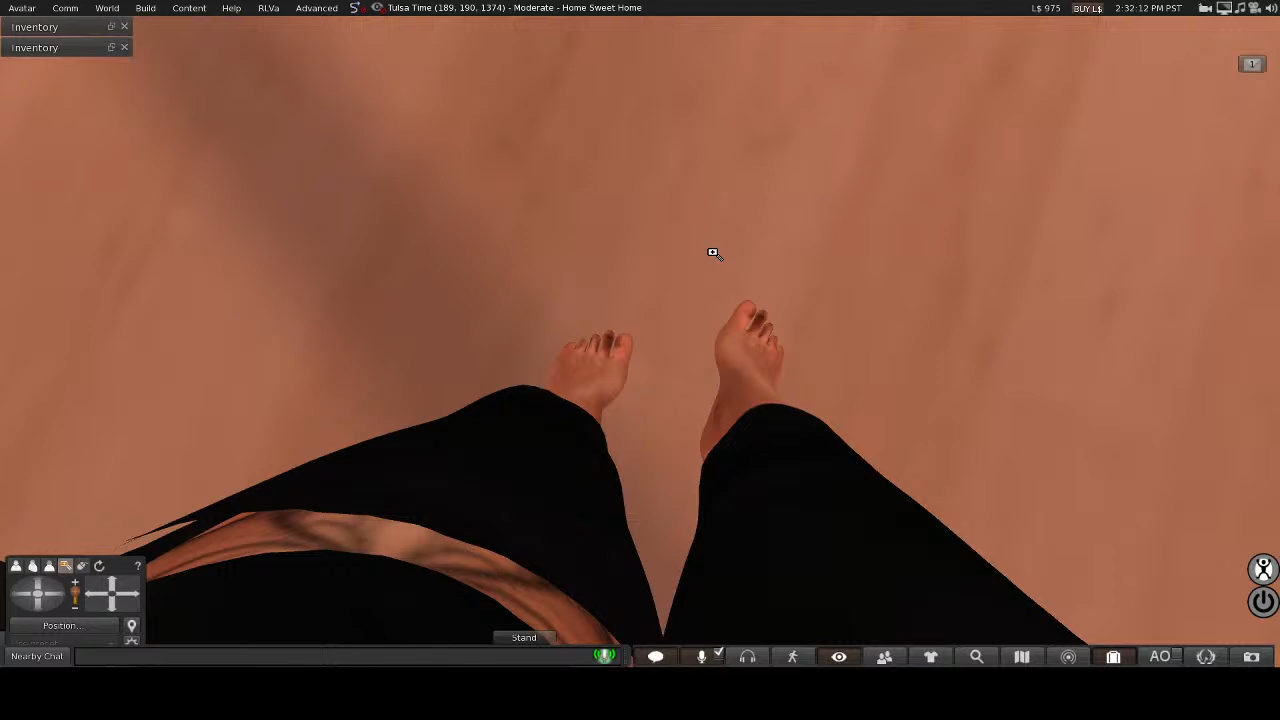 Avatar Comm World Build Content Help RLVa Advanced Tulsa Time (189, 190, 1374) - Moderate - Home Sweet Home L$ 975 BUY L$ 2:32:12 PM PST
Inventory
Inventory
1
?
Position...
Stand
Nearby Chat AO